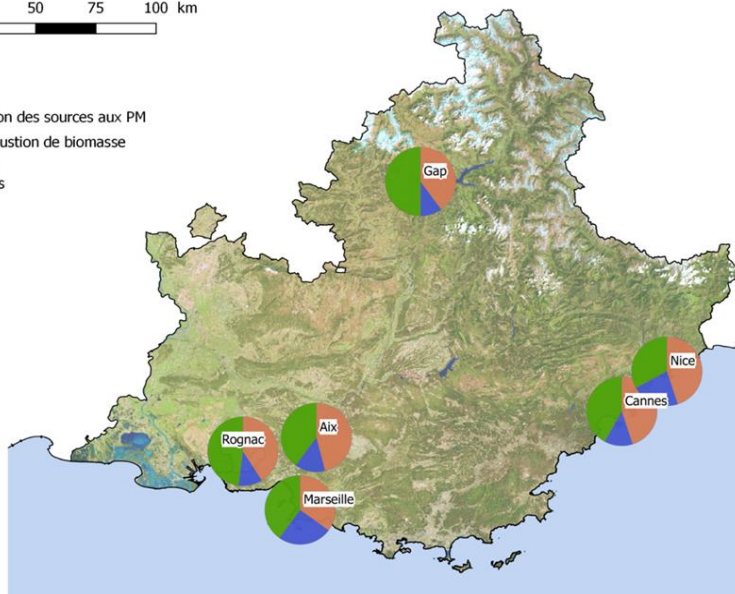 50 75 100 km
on des sources aux PM
ustion de biomasse
s
Gap
Nice
Cannes
Aix
Rognac
Marseille